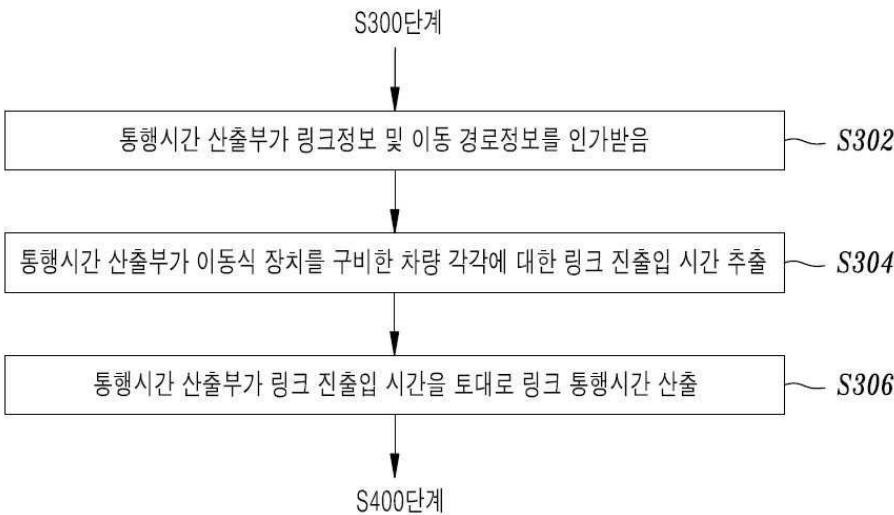 S300단계
통행시간 산출부가 링크정보 및 이동 경로정보를 인가받음
S302
통행시간 산출부가 이동식 장치를 구비한 차량 각각에 대한 링크 진출입 시간 추출
S304
통행시간 산출부가 링크 진출입 시간을 토대로 링크 통행시간 산출
S306
S400단계